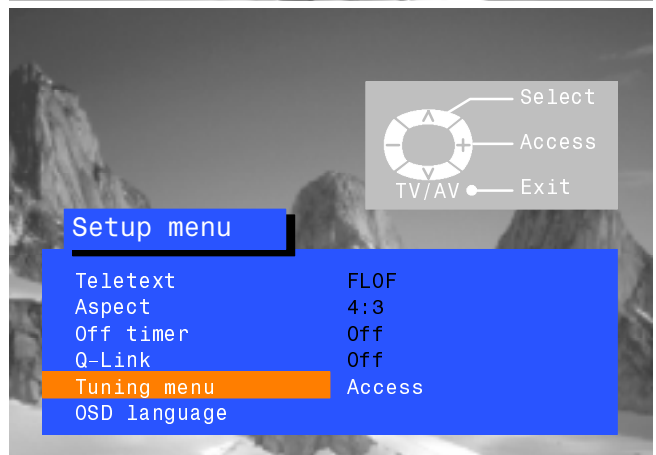 Select
Access
TV/AV Exit
Setup menu
Teletext FLOF
Aspect 4:3
Off timer Off
Q-Link Off
Tuning menu Access
OSD language